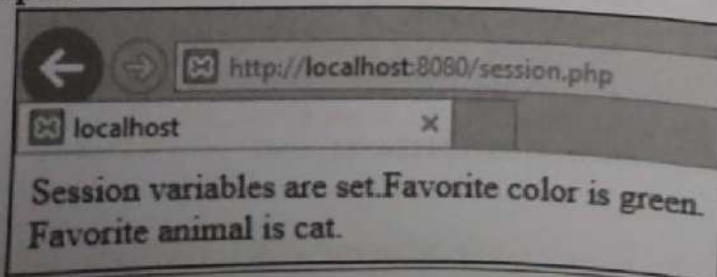 http://localhost:8080/session.php
localhost
Session variables are set.Favorite color is green.
Favorite animal is cat.